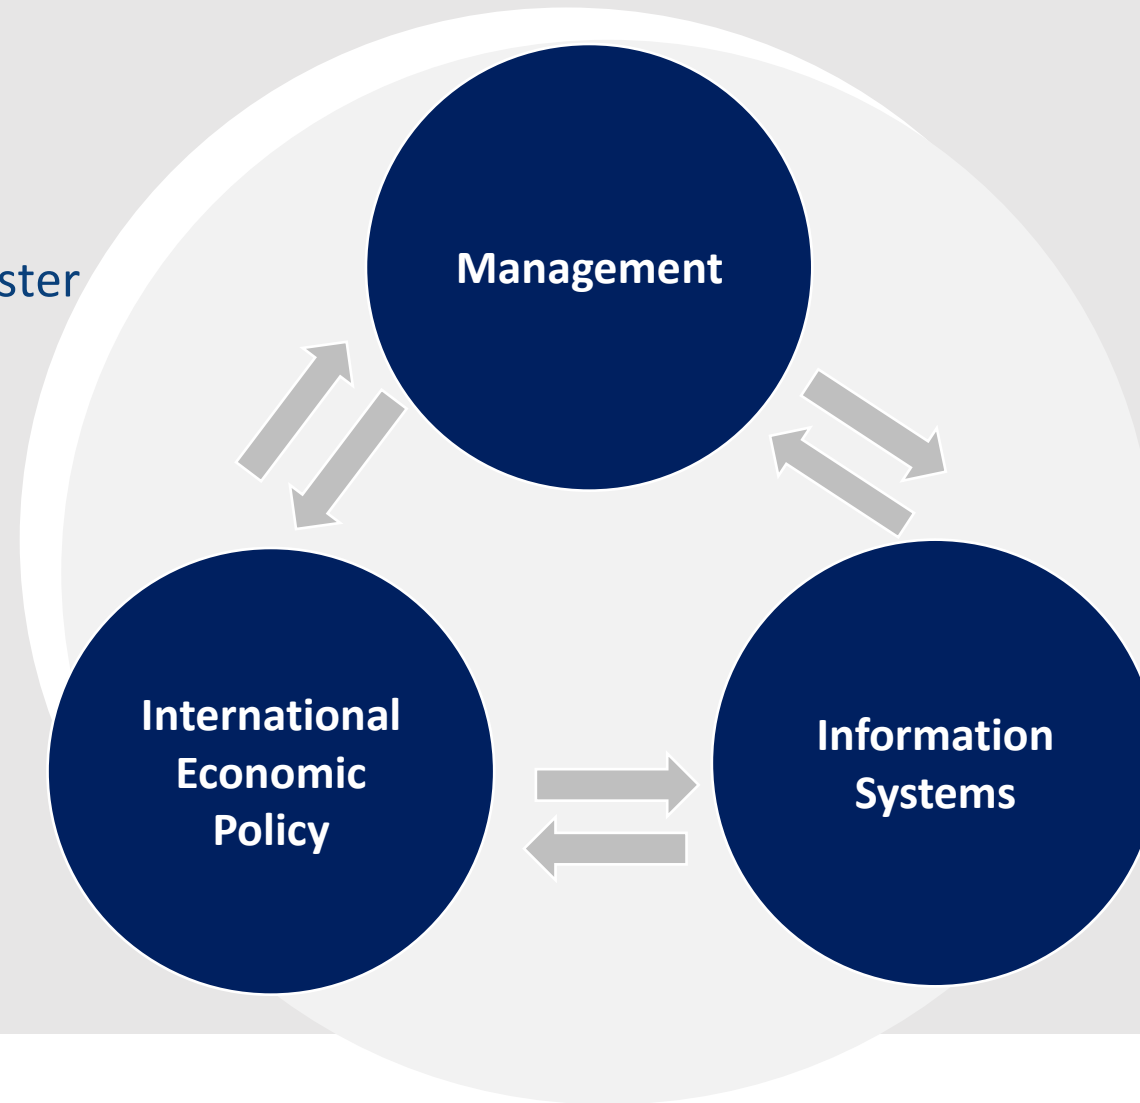 Management
ster
International
Economic
Policy
Information
Systems